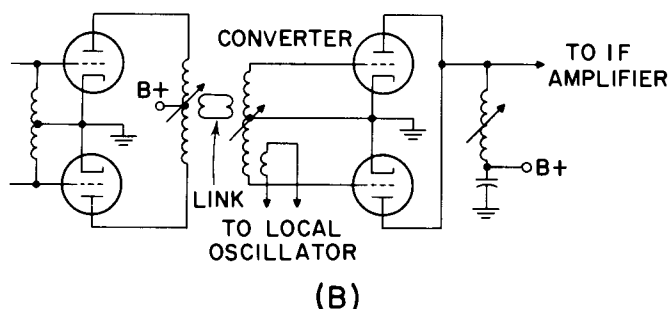 CONVERTER
TO IF
AMPLIFIER
B+
B+
LINK
TO LOCAL
OSCILLATOR
(B)